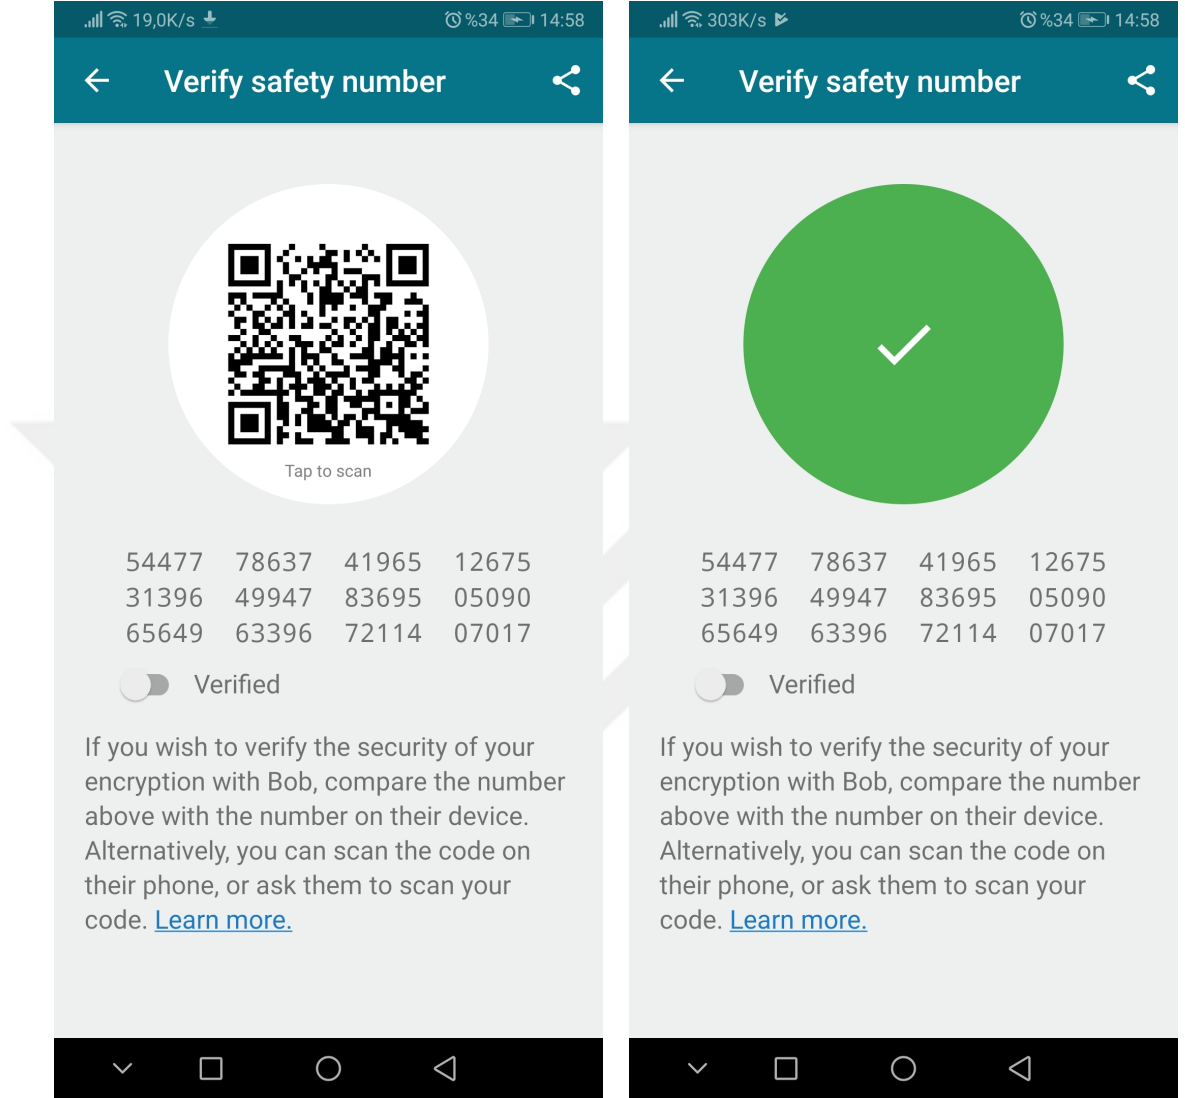 19,0K/s %34 14:58
Verify safety number
Tap to scan
54477 78637 41965 12675
31396 49947 83695 05090
65649 63396 72114 07017
Verified
If you wish to verify the security of your
encryption with Bob, compare the number
above with the number on their device.
Alternatively, you can scan the code on
their phone, or ask them to scan your
code. Learn more.
303K/s %34 14:58
Verify safety number
54477 78637 41965 12675
31396 49947 83695 05090
65649 63396 72114 07017
Verified
If you wish to verify the security of your
encryption with Bob, compare the number
above with the number on their device.
Alternatively, you can scan the code on
their phone, or ask them to scan your
code. Learn more.